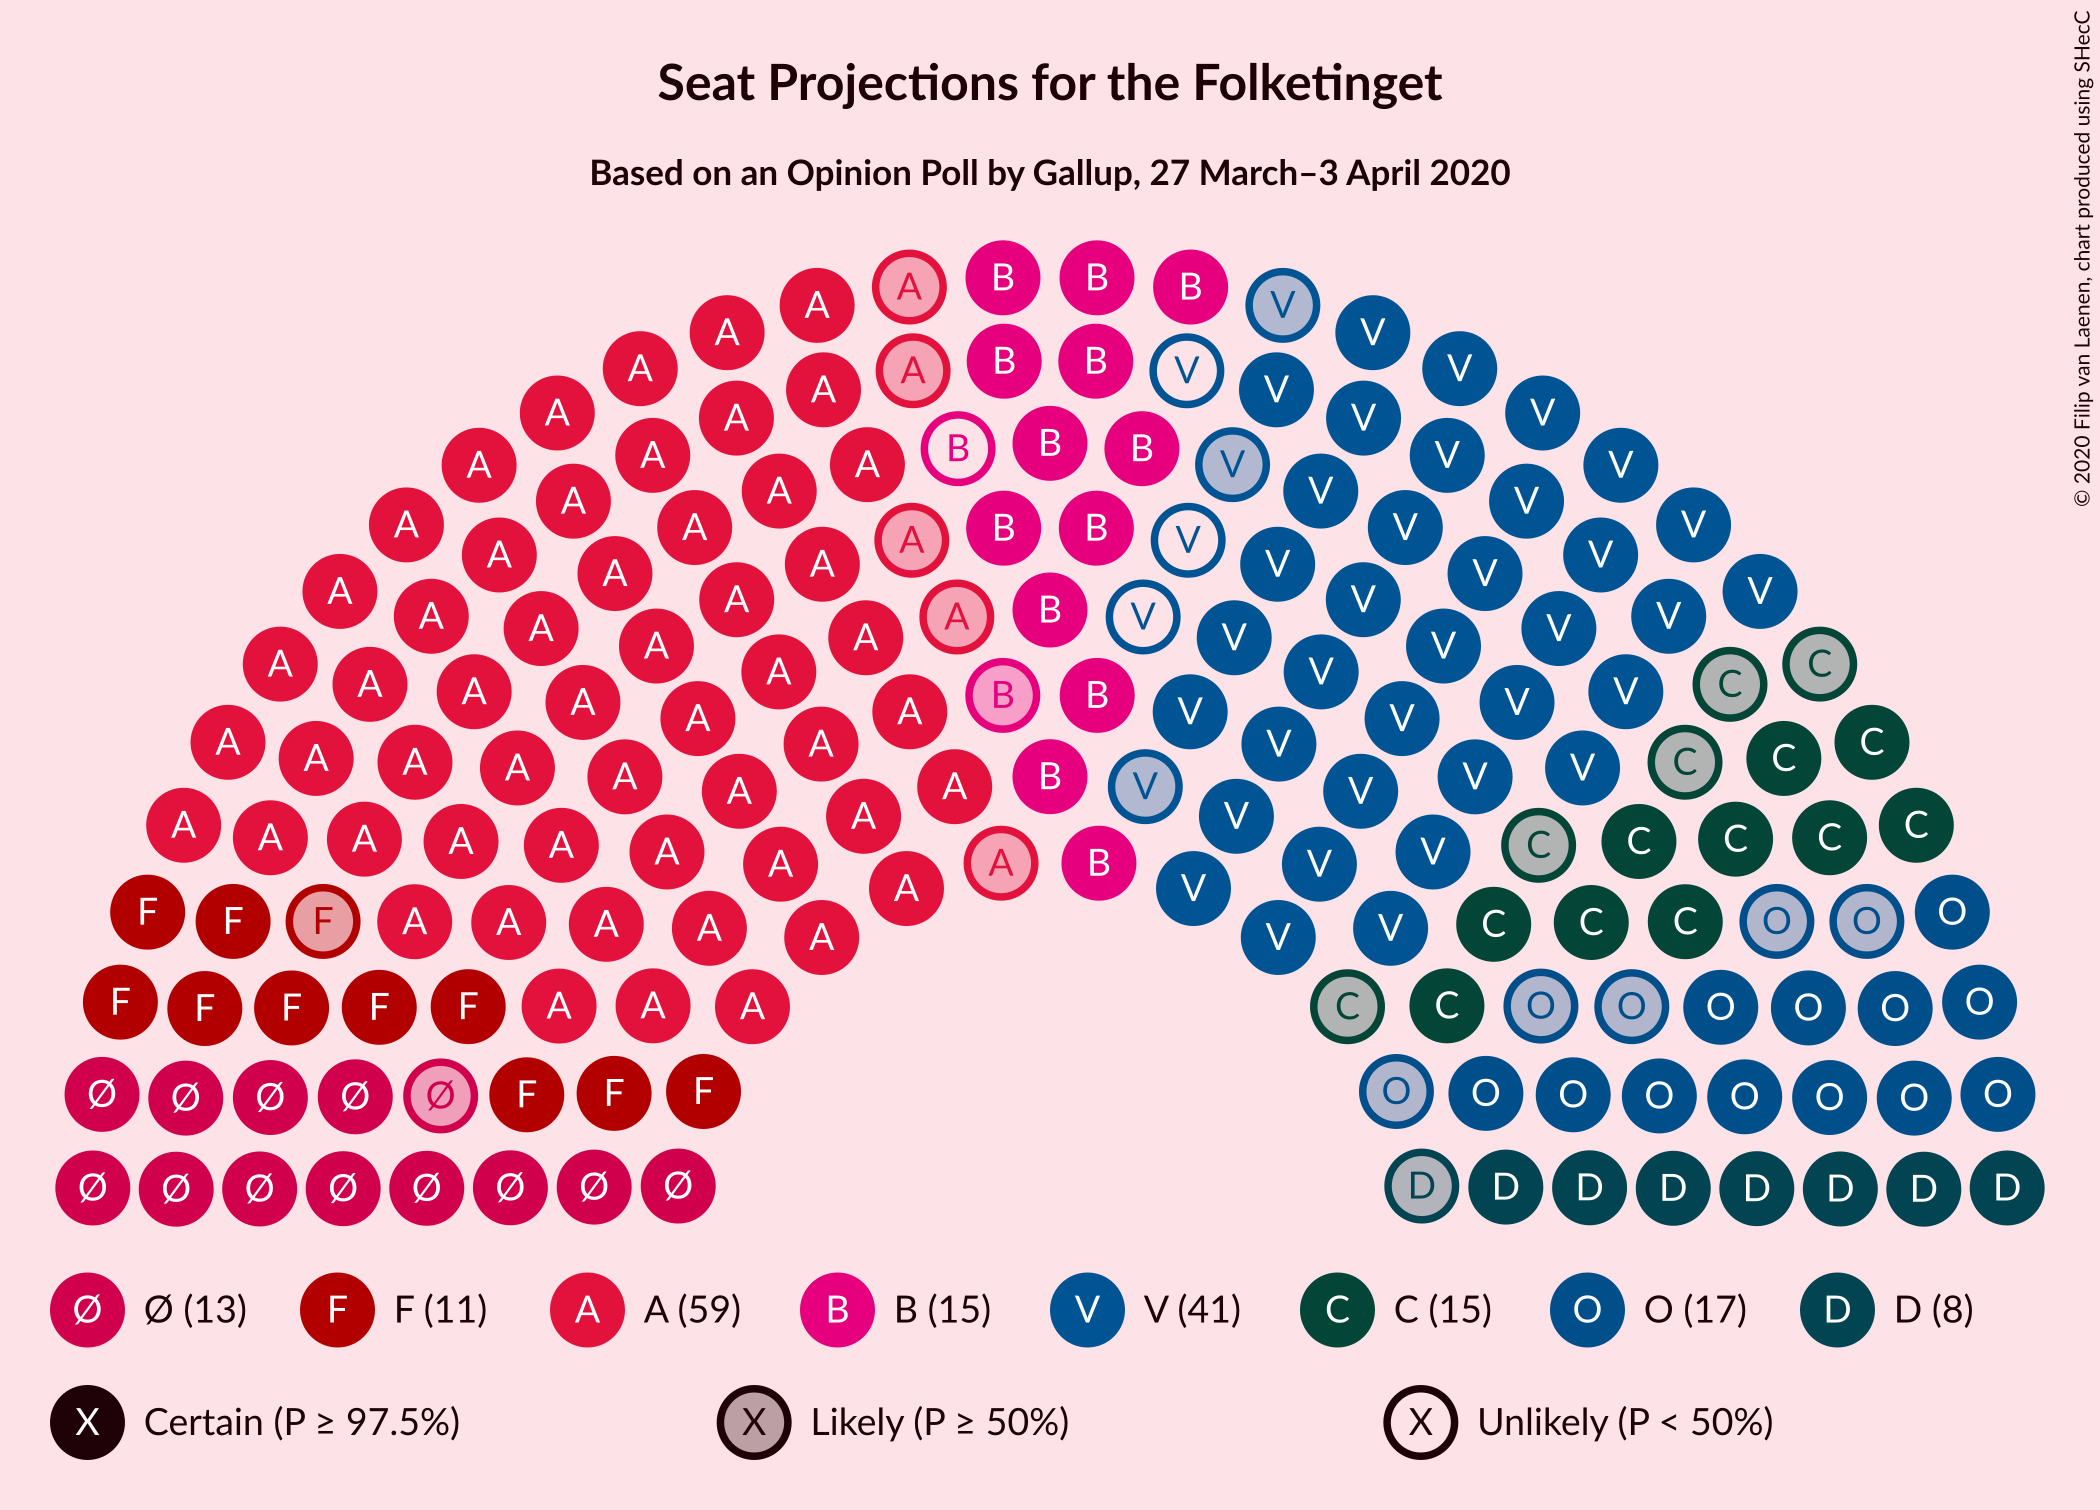 Seat Projections for the Folketinget
Based on an Opinion Poll by Gallup, 27 March–3 April 2020
© 2020 Filip van Laenen, chart produced using SHecC
A B B B
A V
A V
A A B B V V
A V
A A V V
A A A B B B V V V
A A V V
A A A B B V V V
A A A V V V
A A V V
A A A A B V V V V
A A A V V C
A A A A A B B V V V V C
A A A A A A A A B V V V V V C C C
A A A A A A A A A B V V V C C C C C
F F F A A A A A A V V V C C C O O O
F F F F F A A A C C O O O O O O
Ø Ø Ø Ø Ø F F F O O O O O O O O
Ø Ø Ø Ø Ø Ø Ø Ø D D D D D D D D
Ø Ø (13) F F (11) A A (59) B B (15) V V (41) C C (15) O O (17) D D (8)
X Certain (P ≥ 97.5%) X Likely (P ≥ 50%) X Unlikely (P < 50%)